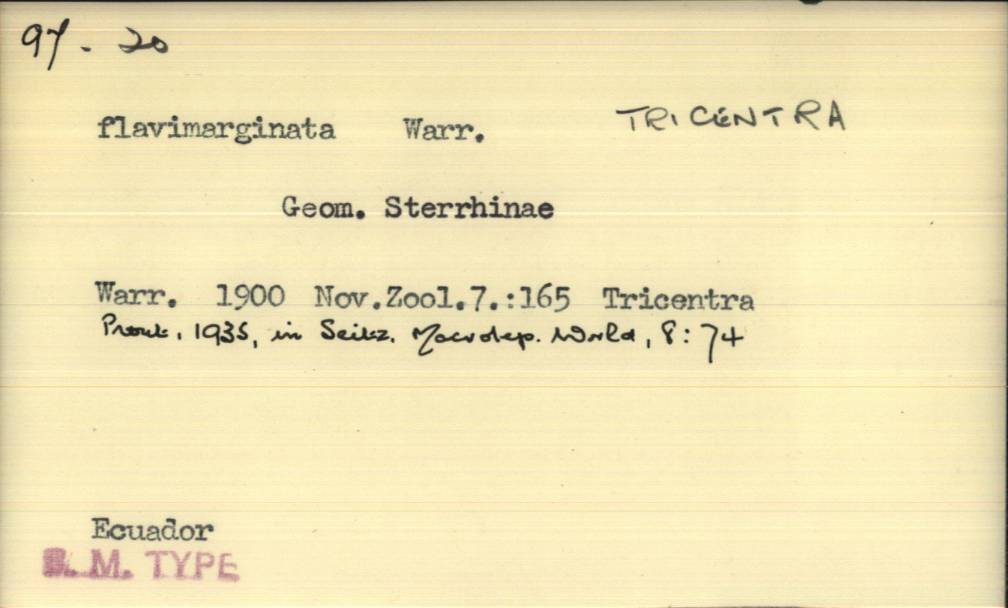 97 - 20
flavimarginata Warr. TRICENTRA
Geom. Sterrhinae
Warr. 1900 Nov.Zool.7.:165 Tricentra
Prout, 1935, in Seitz. Macrolep. World, 8:74
Ecuador
B. M. TYPE